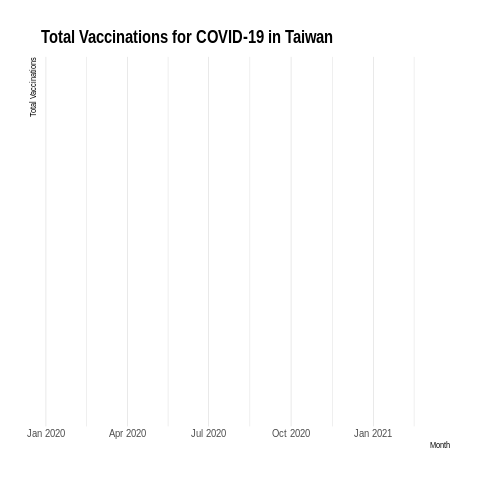 Total Vaccinations for COVID-19 in Taiwan
Total Vaccinations
Jan 2020
Apr 2020
Jul 2020
Oct 2020
Jan 2021
Month